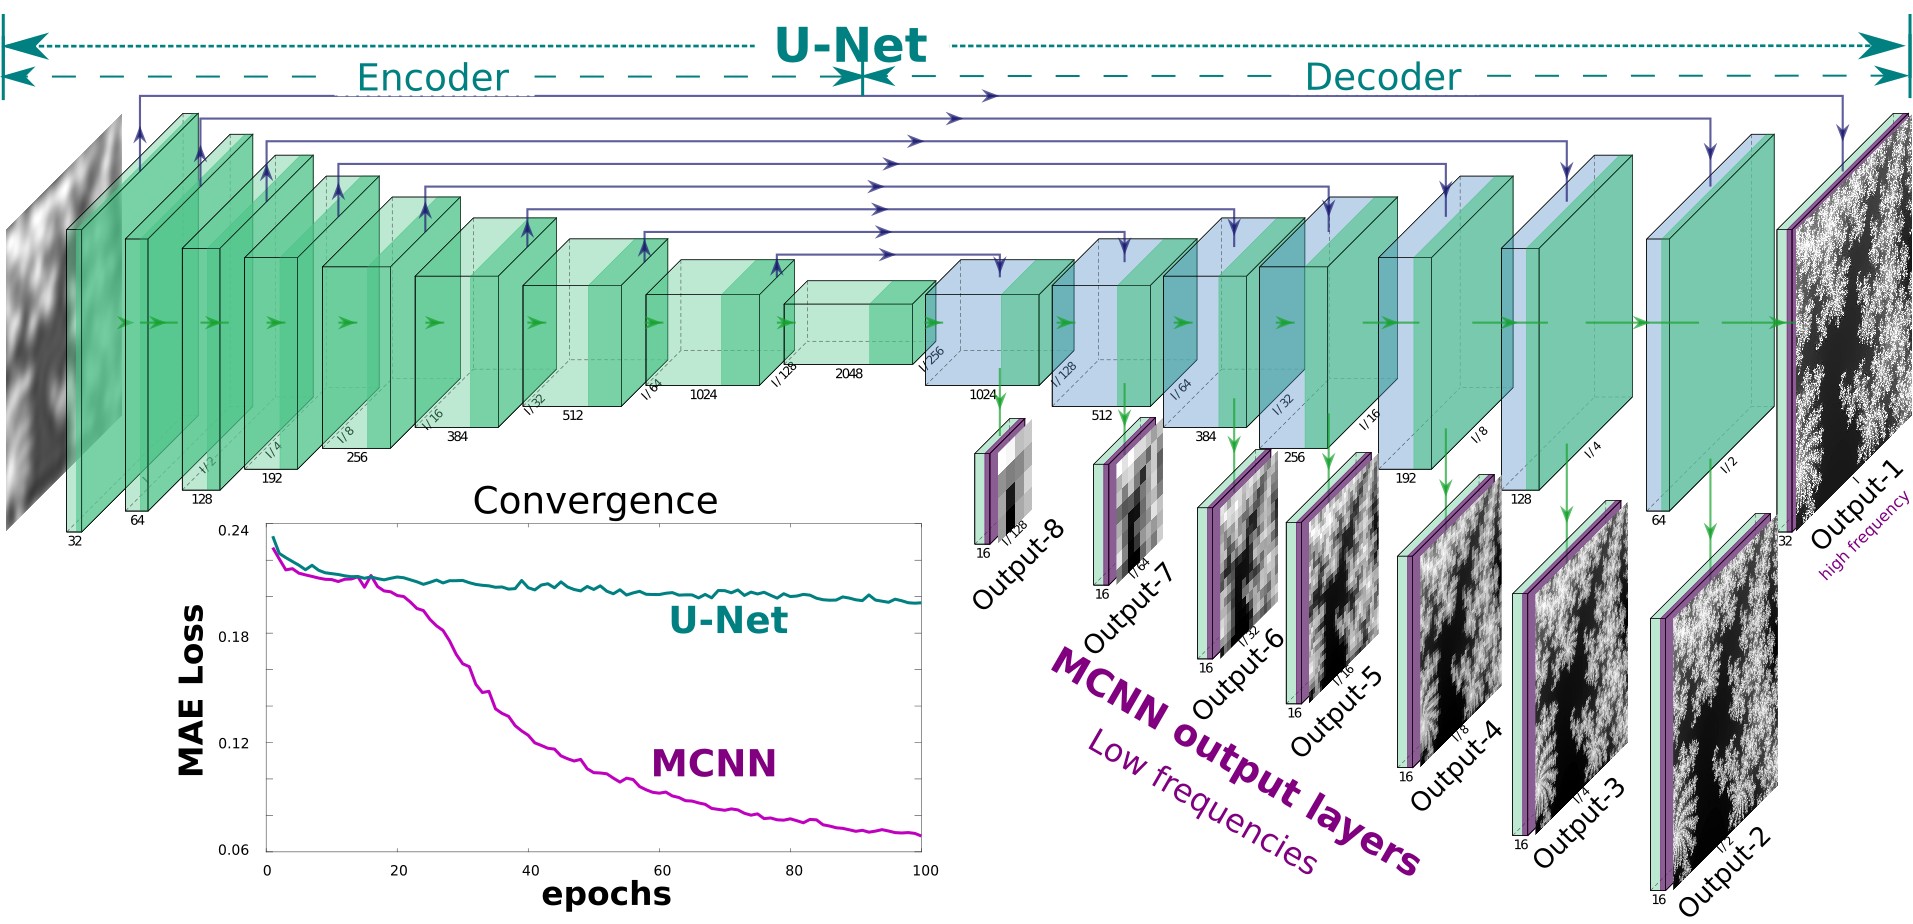 U-Net
Encoder
Decoder
32
64
128
192
256
384
512
1024
2048
1024
512
384
256
192
128
64
32
I
I/2
I/4
I/8
I/16
I/32
I/64
I/128
I/256
I/128
I/64
I/32
I/16
I/8
I/4
I/2
I
Output-1
high frequency
16
I/128
Output-8
16
I/64
Output-7
16
I/32
Output-6
16
I/16
Output-5
16
I/8
Output-4
16
I/4
Output-3
16
I/2
Output-2
MCNN output layers
Low frequencies
Convergence
MAE Loss
0.24
0.18
0.12
0.06
U-Net
MCNN
0
20
40
60
80
100
epochs